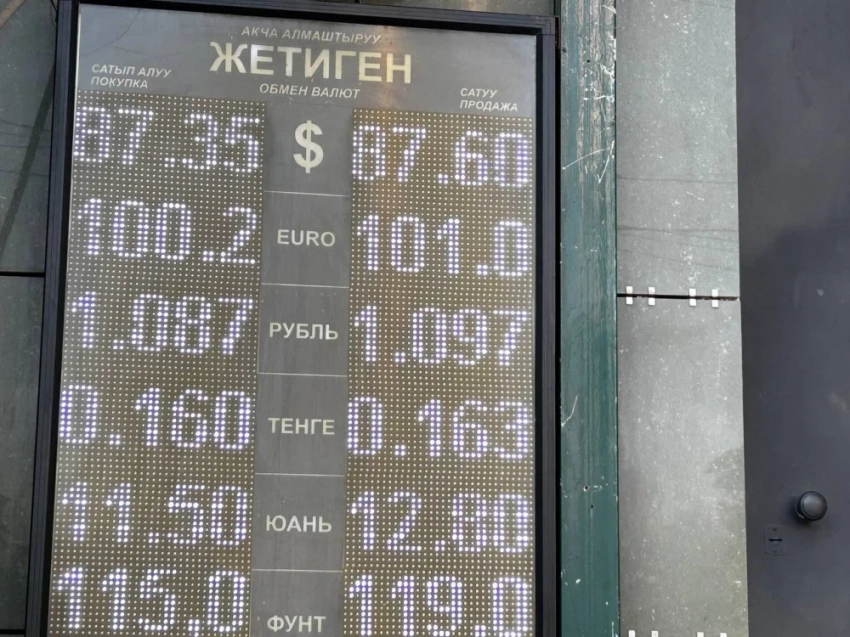 АКЧА АЛМАШТЫРУУ
ЖЕТИГЕН
ОБМЕН ВАЛЮТ
САТЫП АЛУУ
ПОКУПКА
САТУУ
ПРОДАЖА
87.35 $ 87.60
100.2 EURO 101.0
1.087 РУБЛЬ 1.097
0.160 ТЕНГЕ 0.163
11.50 ЮАНЬ 12.80
115.0 ФУНТ 119.0